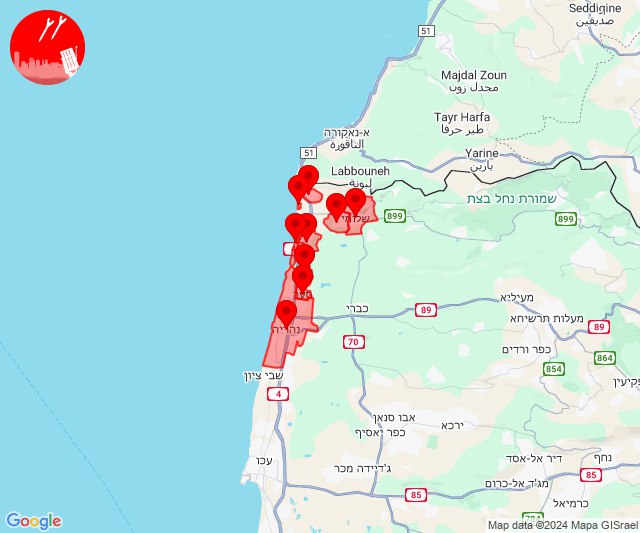 Seddigine
صديقين
51
Majdal Zoun
مجدل زون
Tayr Harfa
طير حرفا
א-נאקורה
الناقورة
51
Yarine
يارين
Labbouneh
لبونة
שמורת נחל בצת
שלומי
899
899
מעיליא
כברי
89
מעלות תרשיחא
89
נהריה
70
כפר ורדים
864
854
שבי ציון
4
אבו סנאן
ירכא
כפר יאסיף
עכו
ג'דיידה מכר
דיר אל-אסד
נחף
85
מג'ד אל-כרום
85
כרמיאל
784
Google
Map data ©2024 Mapa GISrael